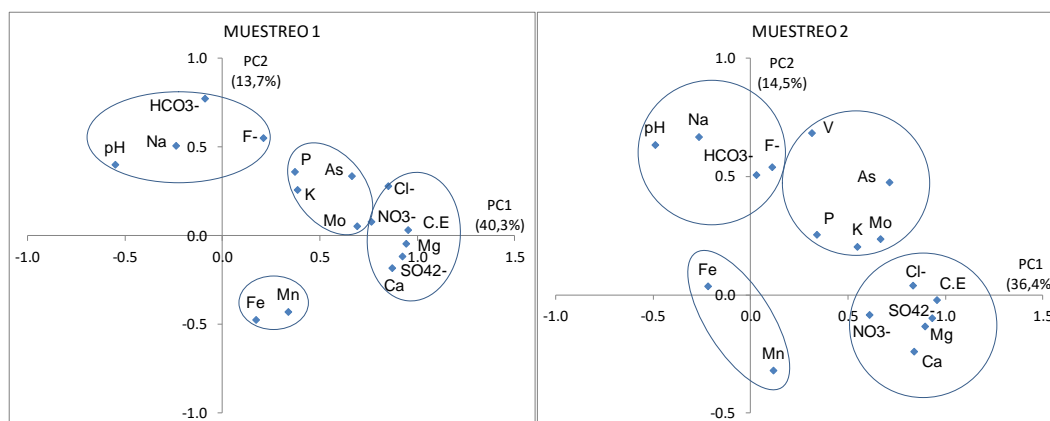 MUESTREO 1
1.0
PC2
(13,7%)
HCO3-
Na
F-
pH
0.5
P
As
K
Cl-
Mo
NO3-
C.E
PC1
(40,3%)
0.0
-1.0
-0.5
0.0
0.5
1.0
1.5
Mg
SO42-
Ca
Fe
Mn
-0.5
-1.0
MUESTREO 2
1.0
PC2
(14,5%)
pH
Na
V
HCO3-
F-
0.5
As
P
K
Mo
Fe
Cl-
C.E
PC1
(36,4%)
0.0
-1.0
-0.5
0.0
0.5
1.0
1.5
SO42-
NO3-
Mg
Ca
Mn
-0.5